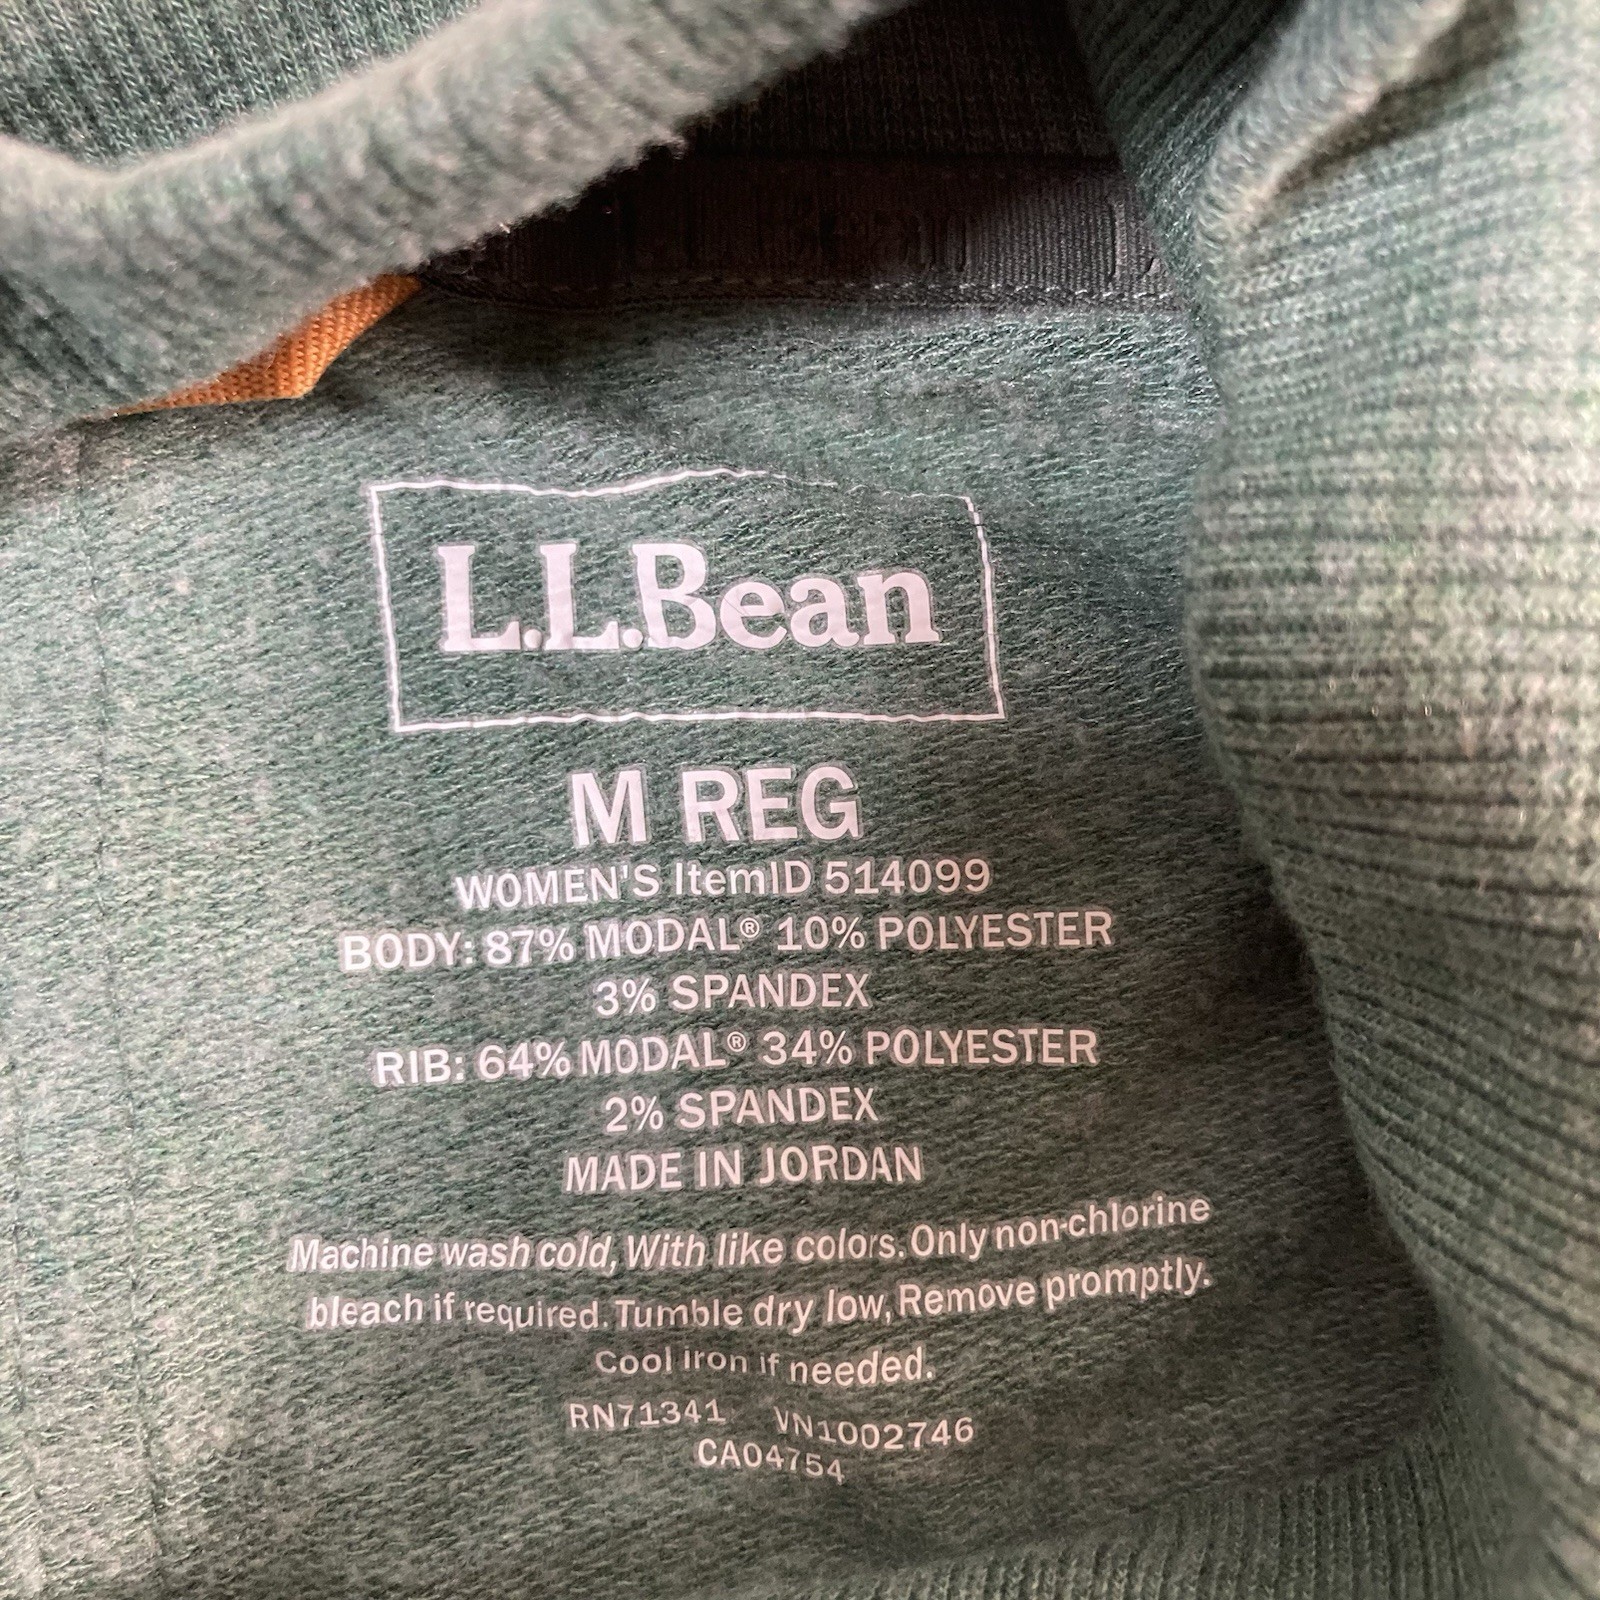 L.L.Bean
M REG
WOMEN'S ItemID 514099
BODY: 87% MODAL® 10% POLYESTER
3% SPANDEX
RIB: 64% MODAL® 34% POLYESTER
2% SPANDEX
MADE IN JORDAN
Machine wash cold, With like colors. Only non-chlorine
bleach if required. Tumble dry low, Remove promptly.
Cool iron if needed.
RN71341 VN1002746
CA04754